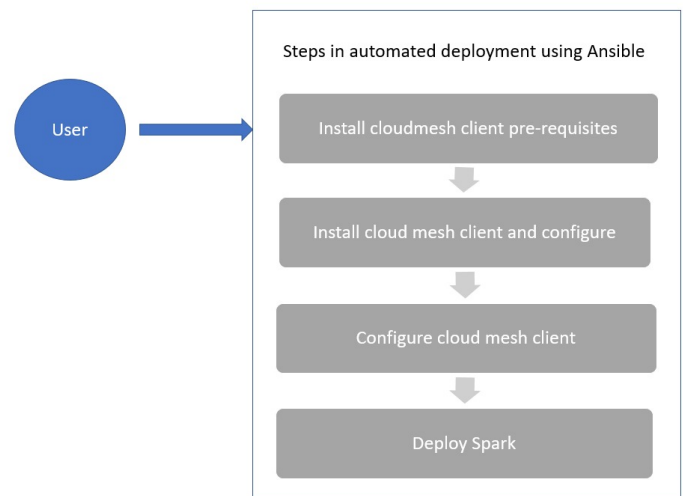 Steps in automated deployment using Ansible
User
Install cloudmesh client pre-requisites
Install cloud mesh client and configure
Configure cloud mesh client
Deploy Spark